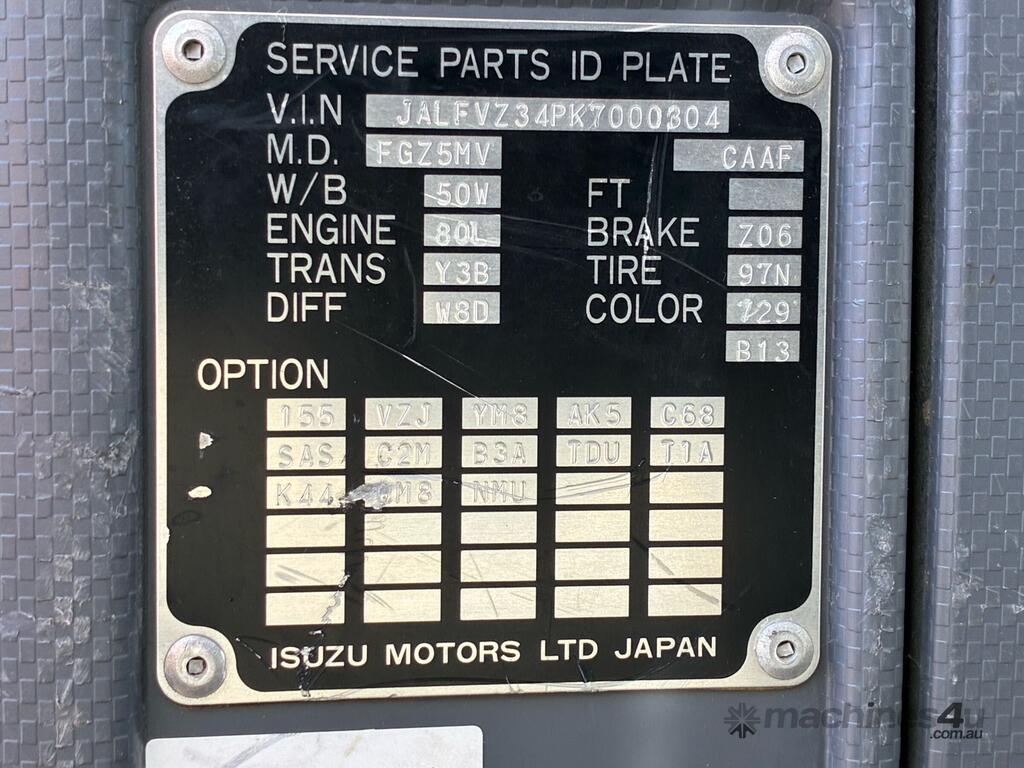 SERVICE PARTS ID PLATE
V.I.N JALFVZ34PK7000304
M.D. FGZ5MV CAAF
W/B 50W FT
ENGINE 80L BRAKE Z06
TRANS Y3B TIRE 97N
DIFF W8D COLOR 729
B13
OPTION
155 VZJ YM8 AK5 C68
SAS C2M B3A TDU T1A
K44 NMU
ISUZU MOTORS LTD JAPAN
machines4u
.com.au